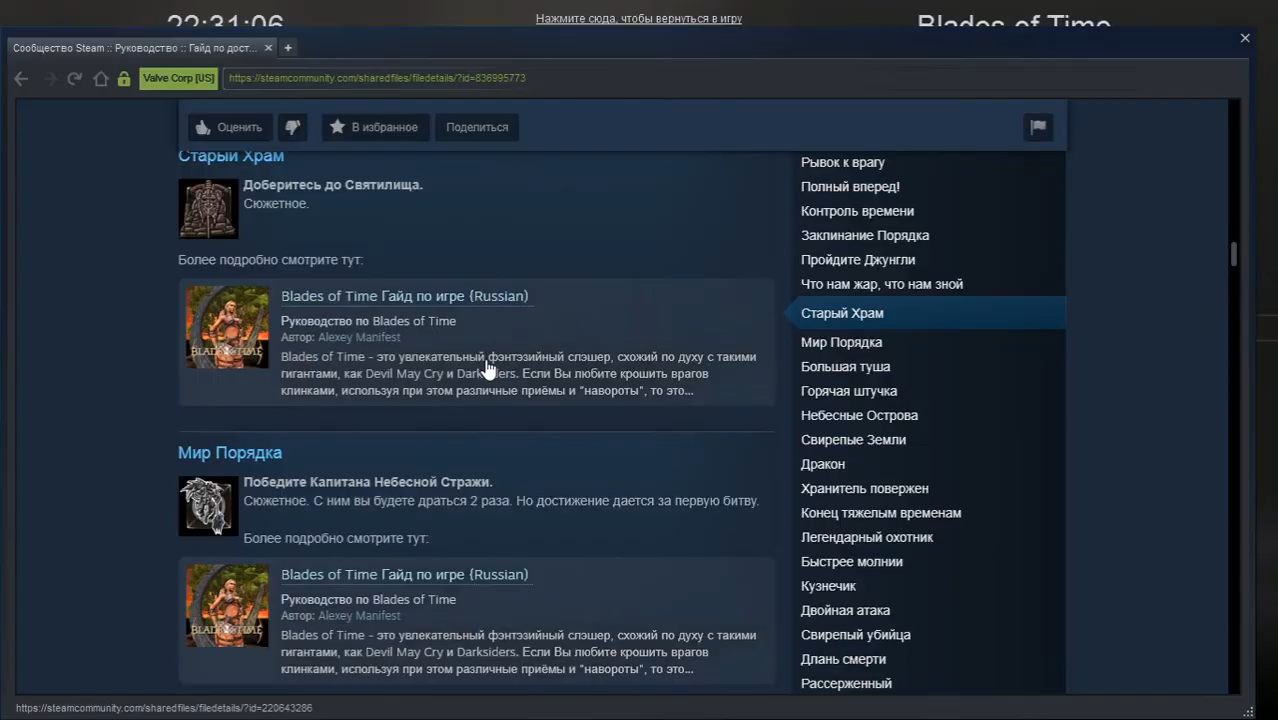 22:31:06
Нажмите сюда, чтобы вернуться в игру
Blades of Time
Сообщество Steam :: Руководство :: Гайд по дост...
Valve Corp [US]
https://steamcommunity.com/sharedfiles/filedetails/?id=836995773
Оценить
В избранное
Поделиться
Старый Храм
Доберитесь до Святилища.
Сюжетное.
Более подробно смотрите тут:
Blades of Time Гайд по игре {Russian)
Руководство по Blades of Time
Автор: Alexey Manifest
Blades of Time - это увлекательный фэнтэзийный слэшер, схожий по духу с такими
гигантами, как Devil May Cry и Darksiders. Если Вы любите крошить врагов
клинками, используя при этом различные приёмы и "навороты", то это...
Мир Порядка
Победите Капитана Небесной Стражи.
Сюжетное. С ним вы будете драться 2 раза. Но достижение дается за первую битву.
Более подробно смотрите тут:
Blades of Time Гайд по игре {Russian)
Руководство по Blades of Time
Автор: Alexey Manifest
Blades of Time - это увлекательный фэнтэзийный слэшер, схожий по духу с такими
гигантами, как Devil May Cry и Darksiders. Если Вы любите крошить врагов
клинками, используя при этом различные приёмы и "навороты", то это...
Рывок к врагу
Полный вперед!
Контроль времени
Заклинание Порядка
Пройдите Джунгли
Что нам жар, что нам зной
Старый Храм
Мир Порядка
Большая туша
Горячая штучка
Небесные Острова
Свирепые Земли
Дракон
Хранитель повержен
Конец тяжелым временам
Легендарный охотник
Быстрее молнии
Кузнечик
Двойная атака
Свирепый убийца
Длань смерти
Рассерженный
https://steamcommunity.com/sharedfiles/filedetails/?id=220643286